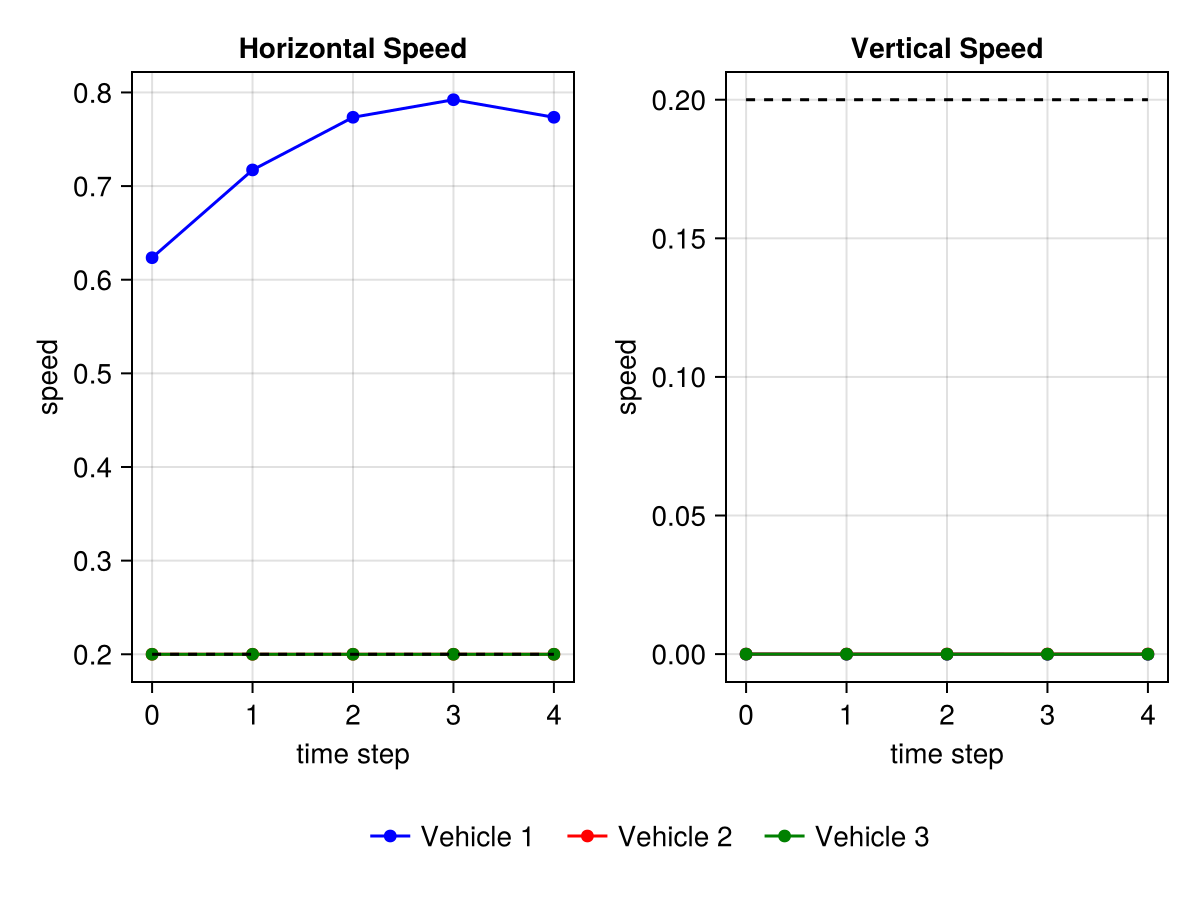 Horizontal Speed
0.8
0.7
0.6
0.5
0.4
0.3
0.2
speed
0 1 2 3 4
time step
Vertical Speed
0.20
0.15
0.10
0.05
0.00
speed
0 1 2 3 4
time step
Vehicle 1 Vehicle 2 Vehicle 3